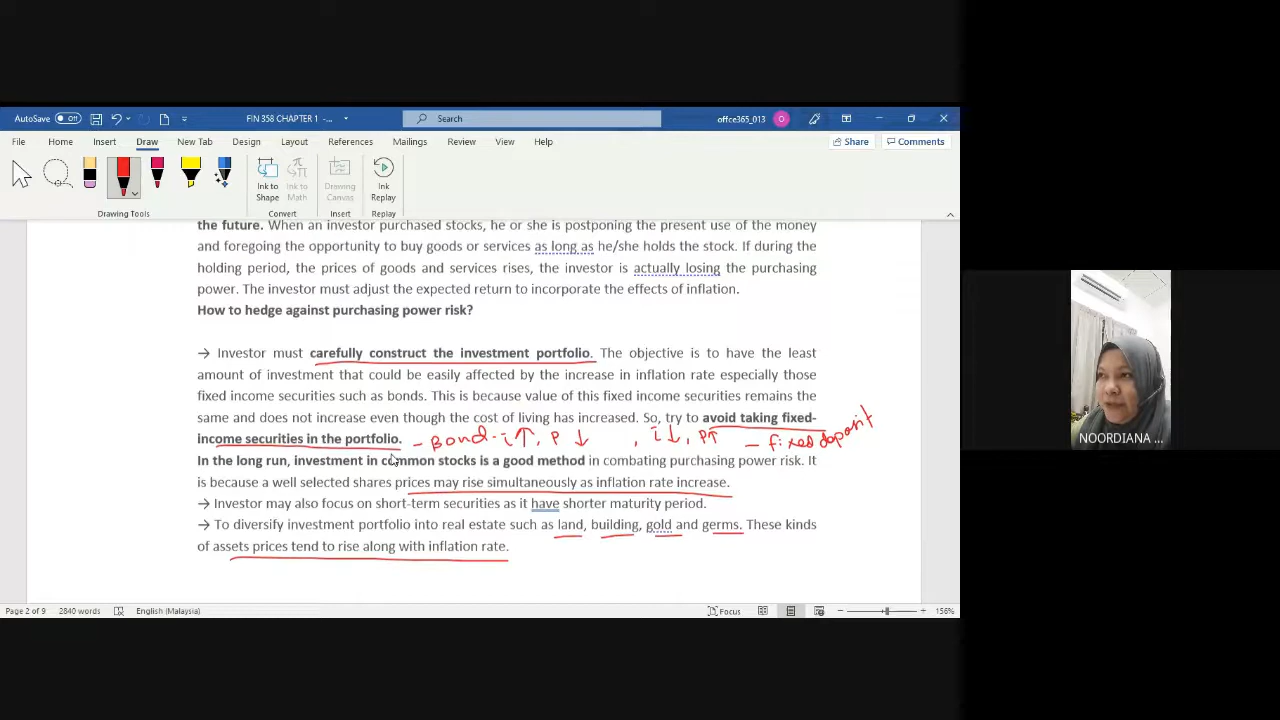 AutoSave Off FIN 358 CHAPTER 1 -... Search offce365_013 O
File Home Insert Draw New Tab Design Layout References Mailings Review View Help Share Comments
Ink to Shape
Ink to Math
Drawing Canvas
Ink Replay
Drawing Tools Convert Insert Replay
the future. When an investor purchased stocks, he or she is postponing the present use of the money
and foregoing the opportunity to buy goods or services as long as he/she holds the stock. If during the
holding period, the prices of goods and services rises, the investor is actually losing the purchasing
power. The investor must adjust the expected return to incorporate the effects of inflation.
How to hedge against purchasing power risk?
→ Investor must carefully construct the investment portfolio. The objective is to have the least
amount of investment that could be easily affected by the increase in inflation rate especially those
fixed income securities such as bonds. This is because value of this fixed income securities remains the
same and does not increase even though the cost of living has increased. So, try to avoid taking fixed-
income securities in the portfolio. - Bond - i↑, P ↓ , i↓, P↑ - fixed deposit
In the long run, investment in common stocks is a good method in combating purchasing power risk. It
is because a well selected shares prices may rise simultaneously as inflation rate increase.
→ Investor may also focus on short-term securities as it have shorter maturity period.
→ To diversify investment portfolio into real estate such as land, building, gold and germs. These kinds
of assets prices tend to rise along with inflation rate.
Page 2 of 9 2840 words English (Malaysia) Focus 156%
NOORDIANA ...